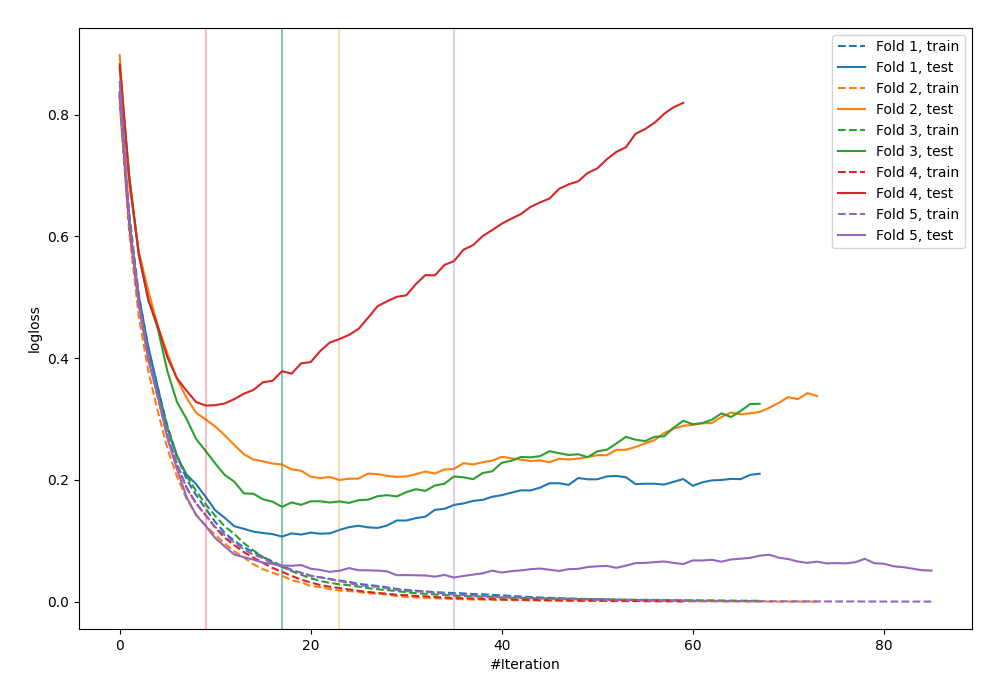 Fold 1, train
Fold 1, test
Fold 2, train
Fold 2, test
Fold 3, train
Fold 3, test
Fold 4, train
Fold 4, test
Fold 5, train
Fold 5, test
logloss
0.8
0.6
0.4
0.2
0.0
0 20 40 60 80
#Iteration